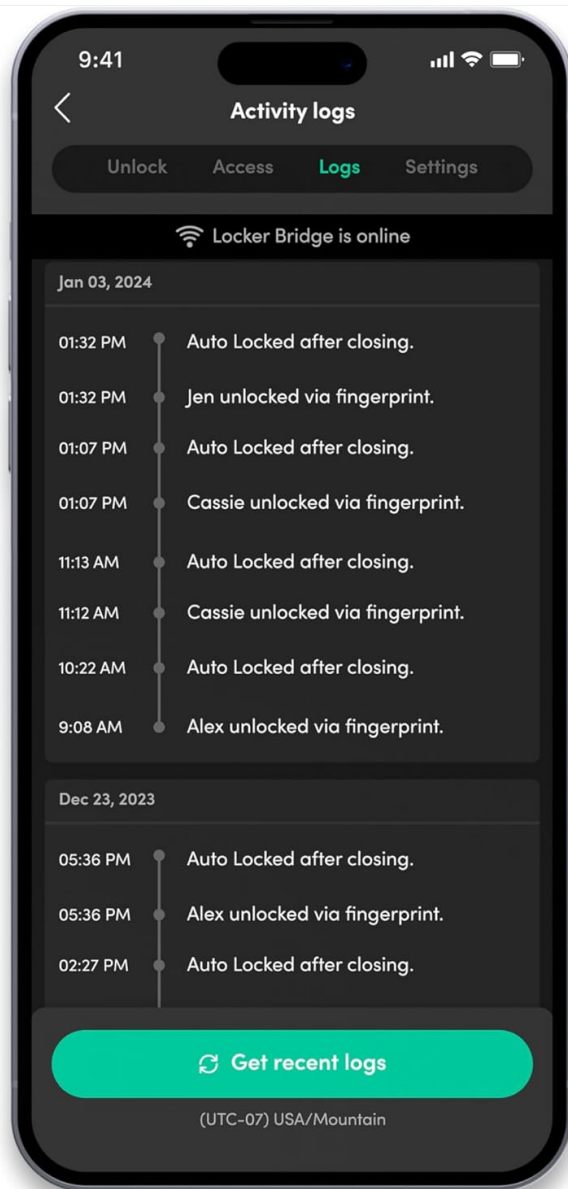 9:41
Activity logs
Unlock Access Logs Settings
Locker Bridge is online
Jan 03, 2024
01:32 PM Auto Locked after closing.
01:32 PM Jen unlocked via fingerprint.
01:07 PM Auto Locked after closing.
01:07 PM Cassie unlocked via fingerprint.
11:13 AM Auto Locked after closing.
11:12 AM Cassie unlocked via fingerprint.
10:22 AM Auto Locked after closing.
9:08 AM Alex unlocked via fingerprint.
Dec 23, 2023
05:36 PM Auto Locked after closing.
05:36 PM Alex unlocked via fingerprint.
02:27 PM Auto Locked after closing.
Get recent logs
(UTC-07) USA/Mountain